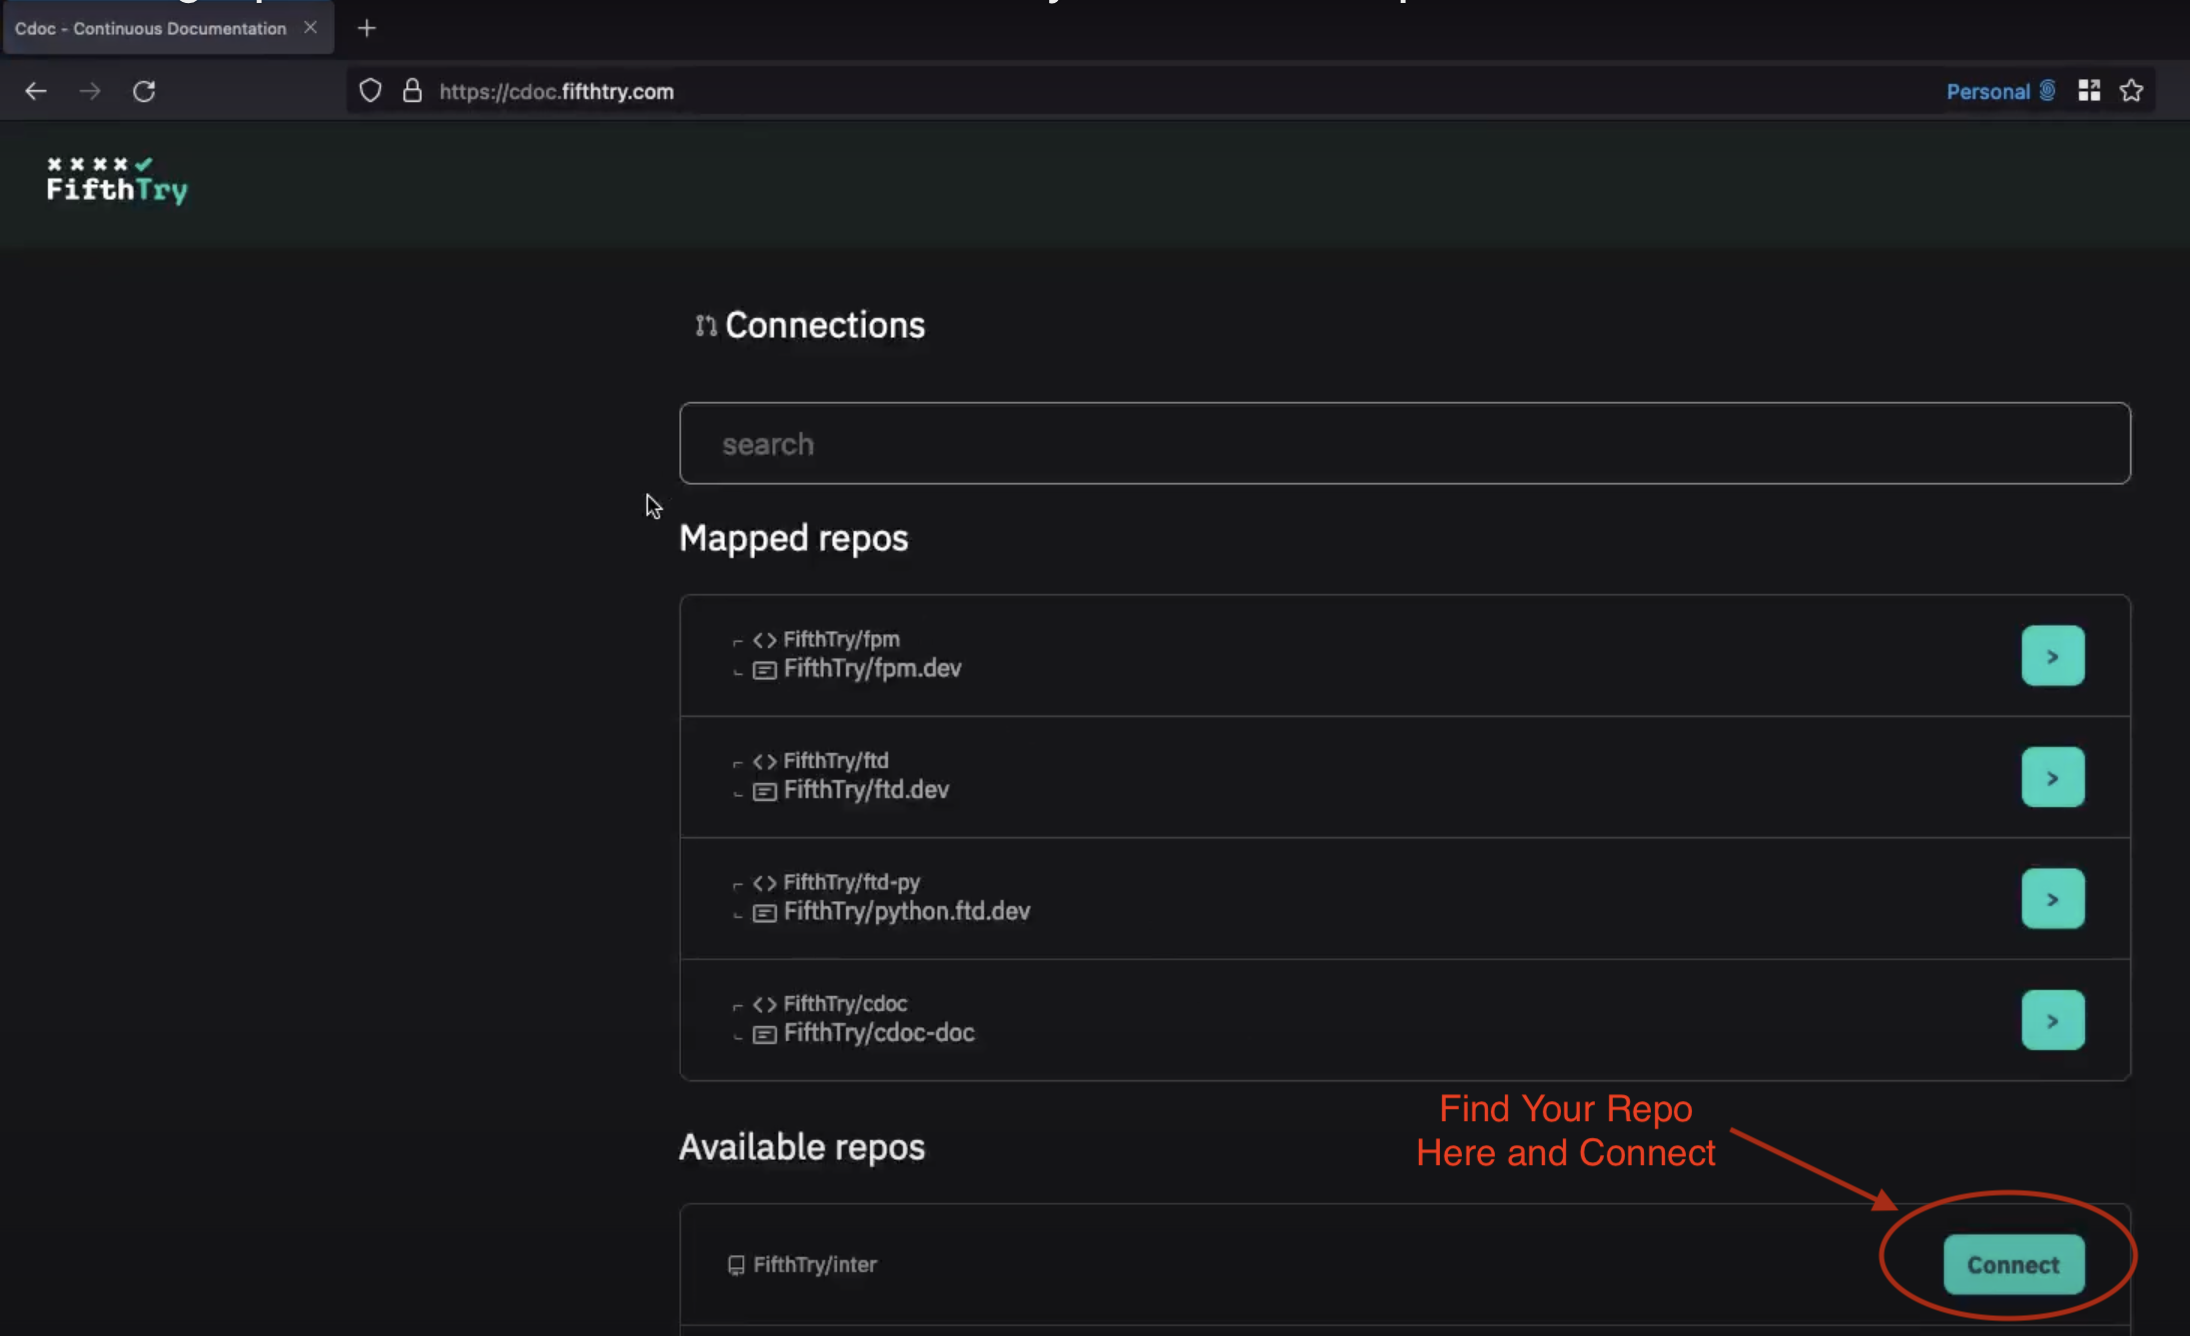 Cdoc - Continuous Documentation
https://cdoc.fifthtry.com
Personal
FifthTry
Connections
search
Mapped repos
FifthTry/fpm
FifthTry/fpm.dev
>
FifthTry/ftd
FifthTry/ftd.dev
>
FifthTry/ftd-py
FifthTry/python.ftd.dev
>
FifthTry/cdoc
FifthTry/cdoc-doc
>
Find Your Repo
Here and Connect
Available repos
FifthTry/inter
Connect